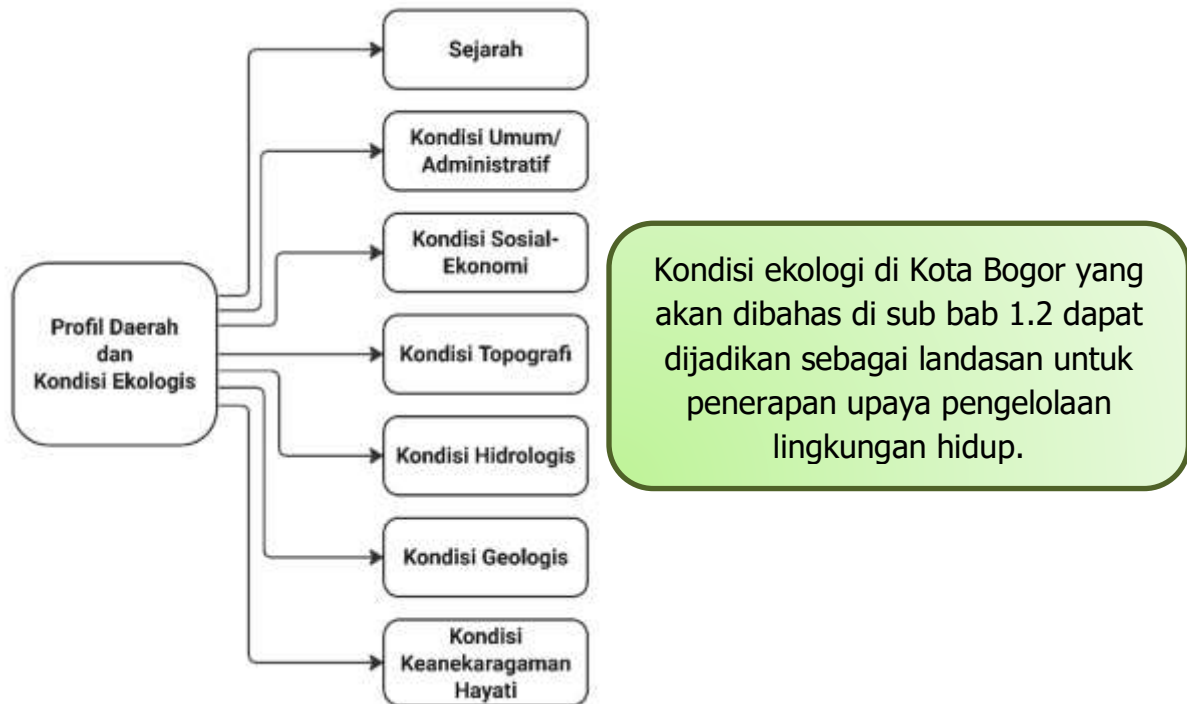 Sejarah
Kondisi Umum/
Administratif
Kondisi Sosial-
Ekonomi
Profil Daerah
dan
Kondisi Ekologis
Kondisi Topografi
Kondisi Hidrologis
Kondisi Geologis
Kondisi
Keanekaragaman
Hayati
Kondisi ekologi di Kota Bogor yang
akan dibahas di sub bab 1.2 dapat
dijadikan sebagai landasan untuk
penerapan upaya pengelolaan
lingkungan hidup.